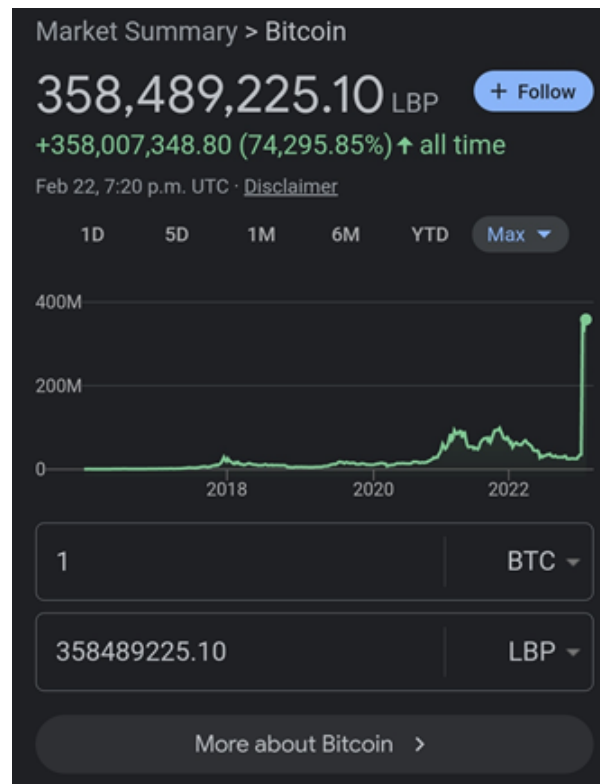 Market Summary > Bitcoin
358,489,225.10 LBP
+ Follow
+358,007,348.80 (74,295.85%) ↑ all time
Feb 22, 7:20 p.m. UTC · Disclaimer
1D 5D 1M 6M YTD Max
400M
200M
0
2018 2020 2022
1 BTC
358489225.10 LBP
More about Bitcoin >